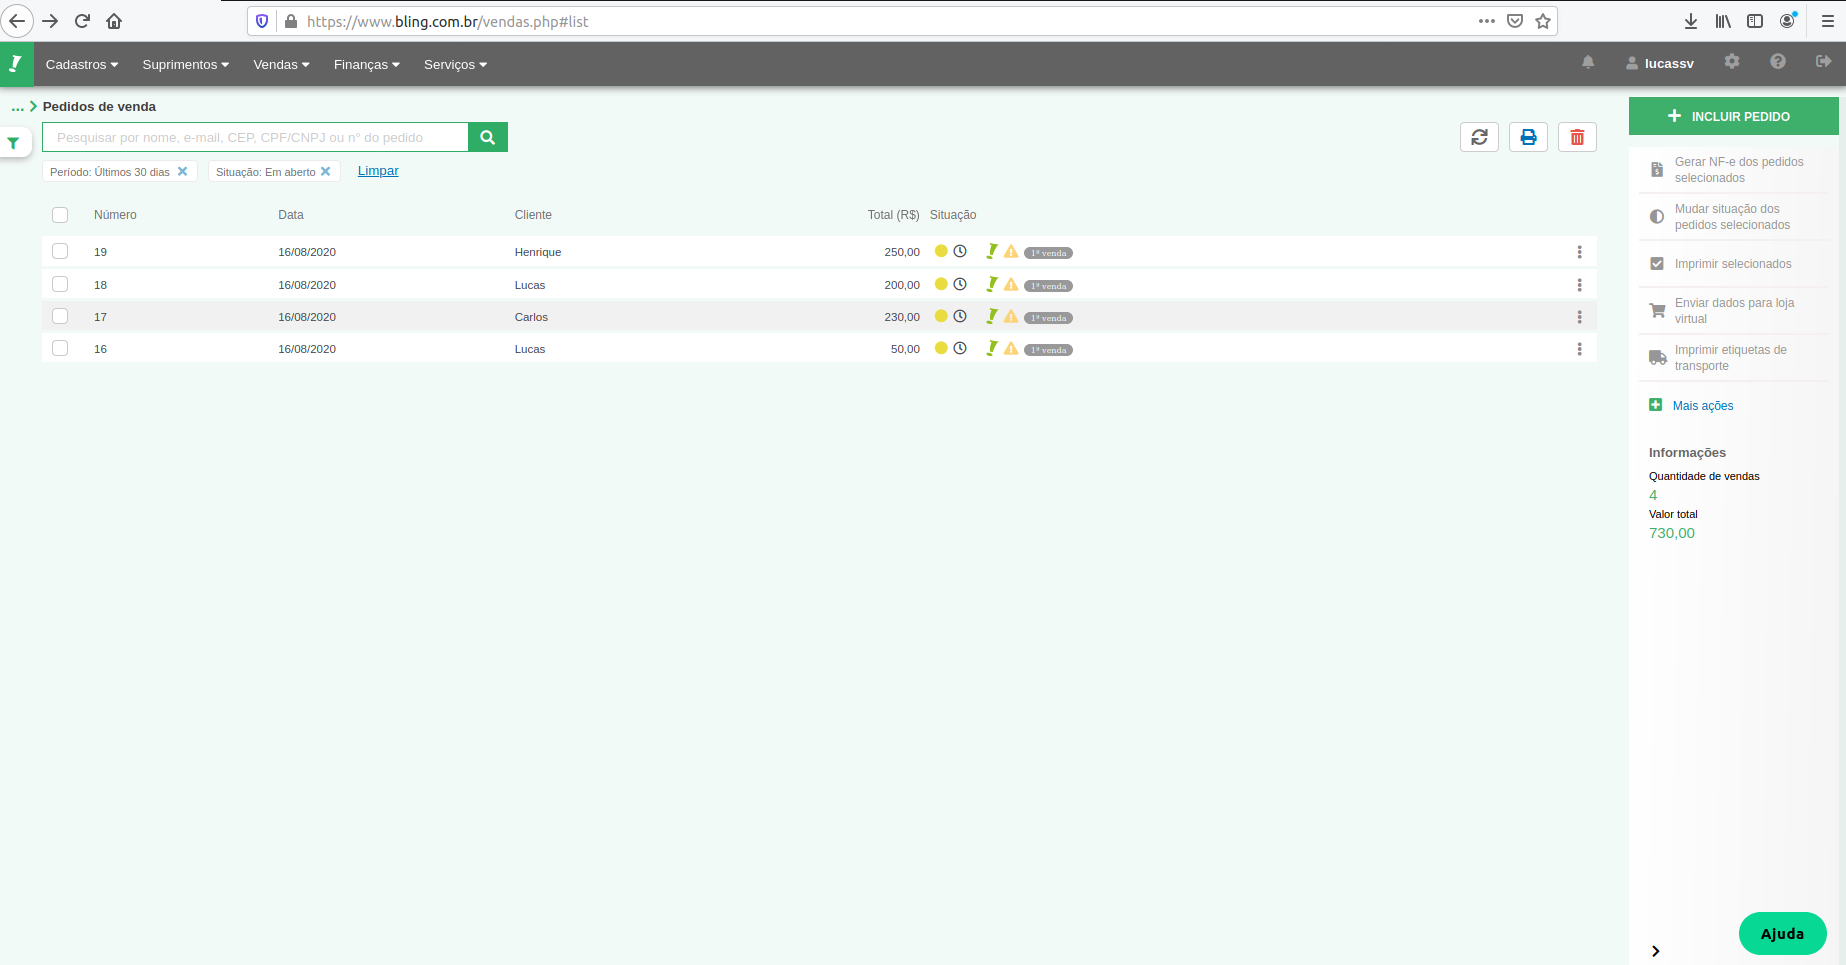 https://www.bling.com.br/vendas.php#list
Cadastros Suprimentos Vendas Finanças Serviços lucassv
... Pedidos de venda
Pesquisar por nome, e-mail, CEP, CPF/CNPJ ou n° do pedido
Período: Últimos 30 dias Situação: Em aberto Limpar
Número Data Cliente Total (R$) Situação
19 16/08/2020 Henrique 250,00 1ª venda
18 16/08/2020 Lucas 200,00 1ª venda
17 16/08/2020 Carlos 230,00 1ª venda
16 16/08/2020 Lucas 50,00 1ª venda
INCLUIR PEDIDO
Gerar NF-e dos pedidos
selecionados
Mudar situação dos
pedidos selecionados
Imprimir selecionados
Enviar dados para loja
virtual
Imprimir etiquetas de
transporte
Mais ações
Informações
Quantidade de vendas
4
Valor total
730,00
Ajuda